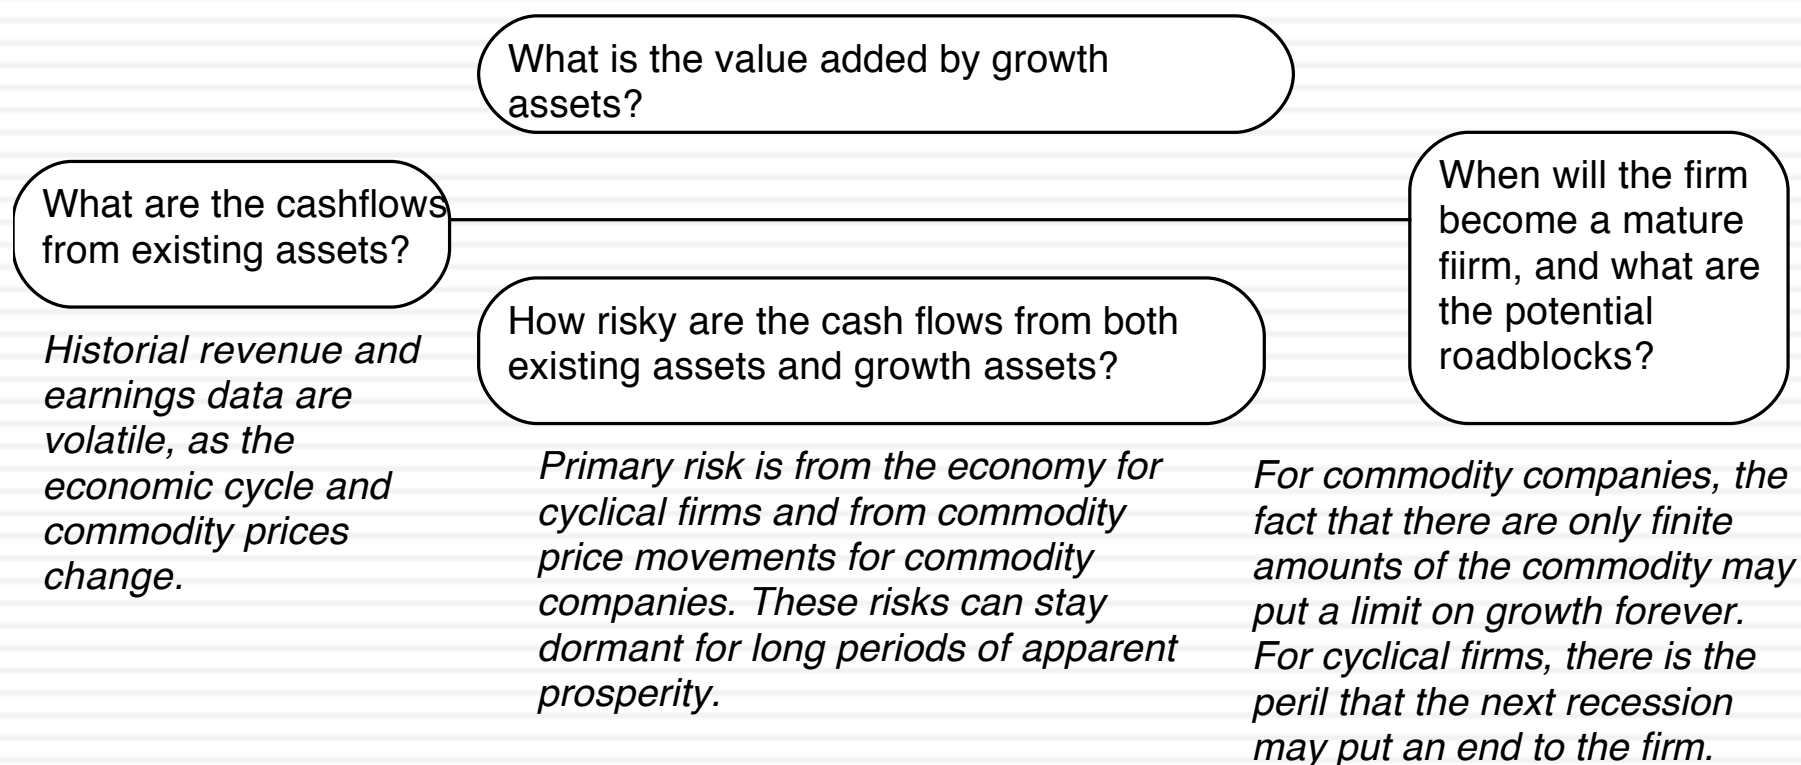 What is the value added by growth
assets?
What are the cashflows
from existing assets?
Historial revenue and
earnings data are
volatile, as the
economic cycle and
commodity prices
change.
How risky are the cash flows from both
existing assets and growth assets?
Primary risk is from the economy for
cyclical firms and from commodity
price movements for commodity
companies. These risks can stay
dormant for long periods of apparent
prosperity.
When will the firm
become a mature
fiirm, and what are
the potential
roadblocks?
For commodity companies, the
fact that there are only finite
amounts of the commodity may
put a limit on growth forever.
For cyclical firms, there is the
peril that the next recession
may put an end to the firm.